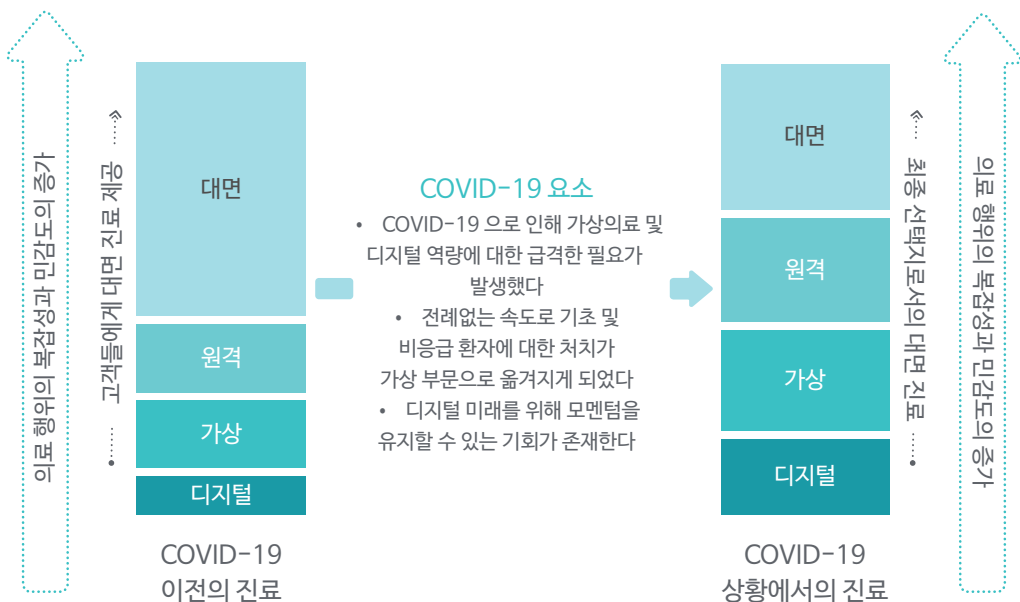 의료 행위의 복잡성과 민감도의 증가
고객들에게 대면 진료 제공
대면
원격
가상
디지털
COVID-19
이전의 진료
COVID-19 요소
• COVID-19 으로 인해 가상의료 및
디지털 역량에 대한 급격한 필요가
발생했다
• 전례없는 속도로 기초 및
비응급 환자에 대한 처치가
가상 부문으로 옮겨지게 되었다
• 디지털 미래를 위해 모멘텀을
유지할 수 있는 기회가 존재한다
대면
원격
가상
디지털
COVID-19
상황에서의 진료
최종 선택지로서의 대면 진료
의료 행위의 복잡성과 민감도의 증가